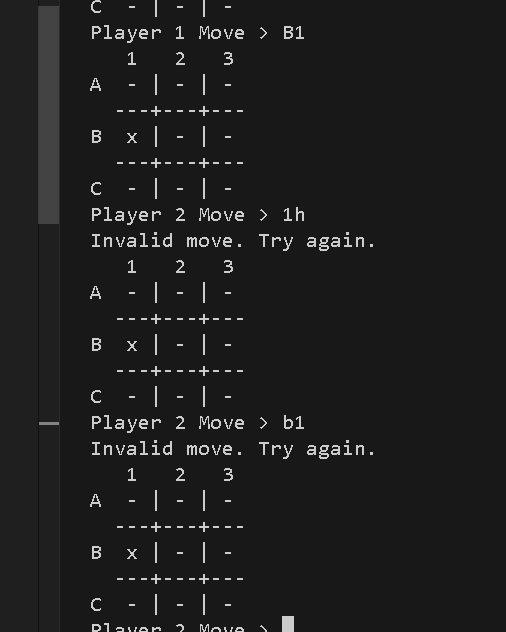 C  - | - | -
Player 1 Move > B1
   1   2   3
A  - | - | -
  ---+---+---
B  x | - | -
  ---+---+---
C  - | - | -
Player 2 Move > 1h
Invalid move. Try again.
   1   2   3
A  - | - | -
  ---+---+---
B  x | - | -
  ---+---+---
C  - | - | -
Player 2 Move > b1
Invalid move. Try again.
   1   2   3
A  - | - | -
  ---+---+---
B  x | - | -
  ---+---+---
C  - | - | -
Player 2 Move >